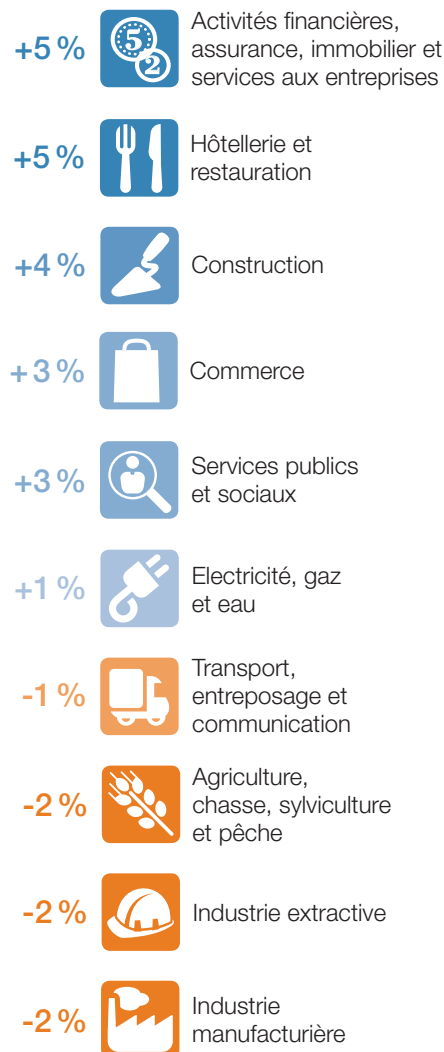 +5 %
Activités financières,
assurance, immobilier et
services aux entreprises
5
2
+5 %
Hôtellerie et
restauration
+4 %
Construction
+3 %
Commerce
+3 %
Services publics
et sociaux
+1 %
Electricité, gaz
et eau
-1 %
Transport,
entreposage et
communication
-2 %
Agriculture,
chasse, sylviculture
et pêche
-2 %
Industrie extractive
-2 %
Industrie
manufacturière